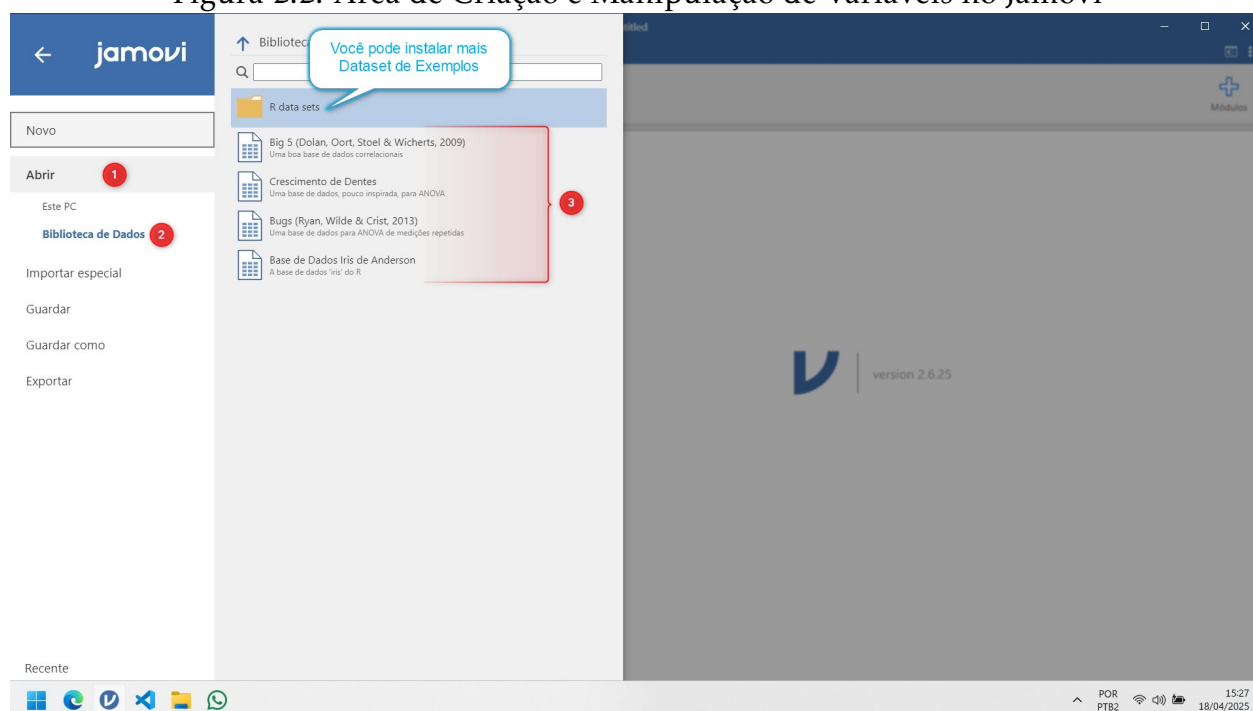 Figura 2.2: Área de Criação e Manipulação de Variáveis no Jamovi
jamovi
Novo
Abrir
1
Este PC
Biblioteca de Dados
2
Importar especial
Guardar
Guardar como
Exportar
Recente
Você pode instalar mais
Dataset de Exemplos
R data sets
Big 5 (Dolan, Oort, Stoel & Wicherts, 2009)
Uma boa base de dados correlacionais
Crescimento de Dentes
Uma base de dados, pouco inspirada, para ANOVA
Bugs (Ryan, Wilde & Crist, 2013)
Uma base de dados para ANOVA de medições repetidas
Base de Dados Iris de Anderson
A base de dados 'iris' do R
3
Módulos
version 2.6.25
POR
PTB2
15:27
18/04/2025